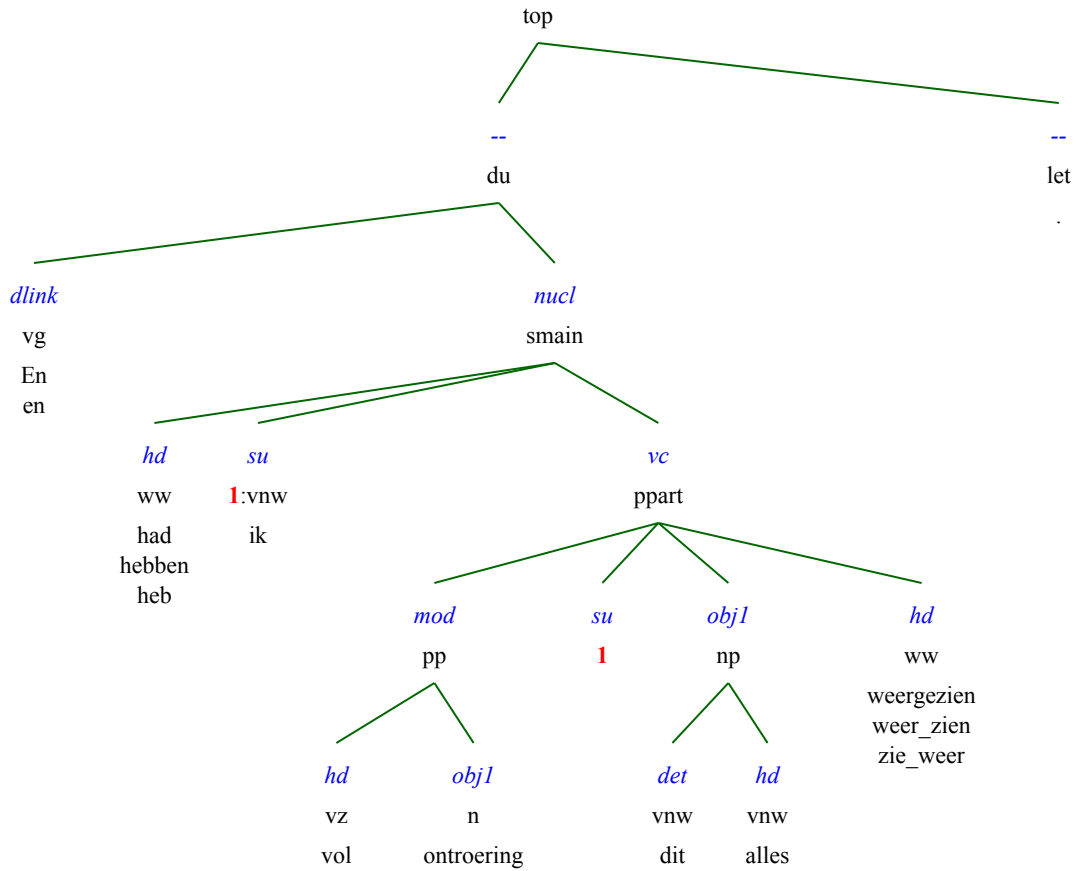 top
-- --
du let
.
dlink nucl
vg smain
En
en
hd su vc
ww 1:vnw ppart
had ik
hebben
heb
mod su obj1 hd
pp 1 np ww
weergezien
weer_zien
zie_weer
hd obj1 det hd
vz n vnw vnw
vol ontroering dit alles